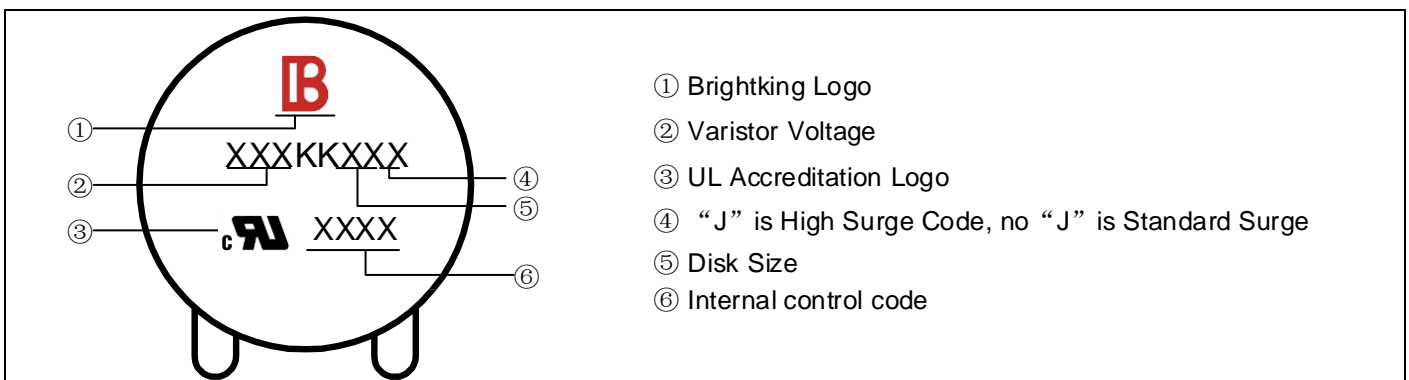 B
①
XXXKKXXX
②
④
⑤
③
c RU XXXX
⑥
① Brightking Logo
② Varistor Voltage
③ UL Accreditation Logo
④ “J” is High Surge Code, no “J” is Standard Surge
⑤ Disk Size
⑥ Internal control code